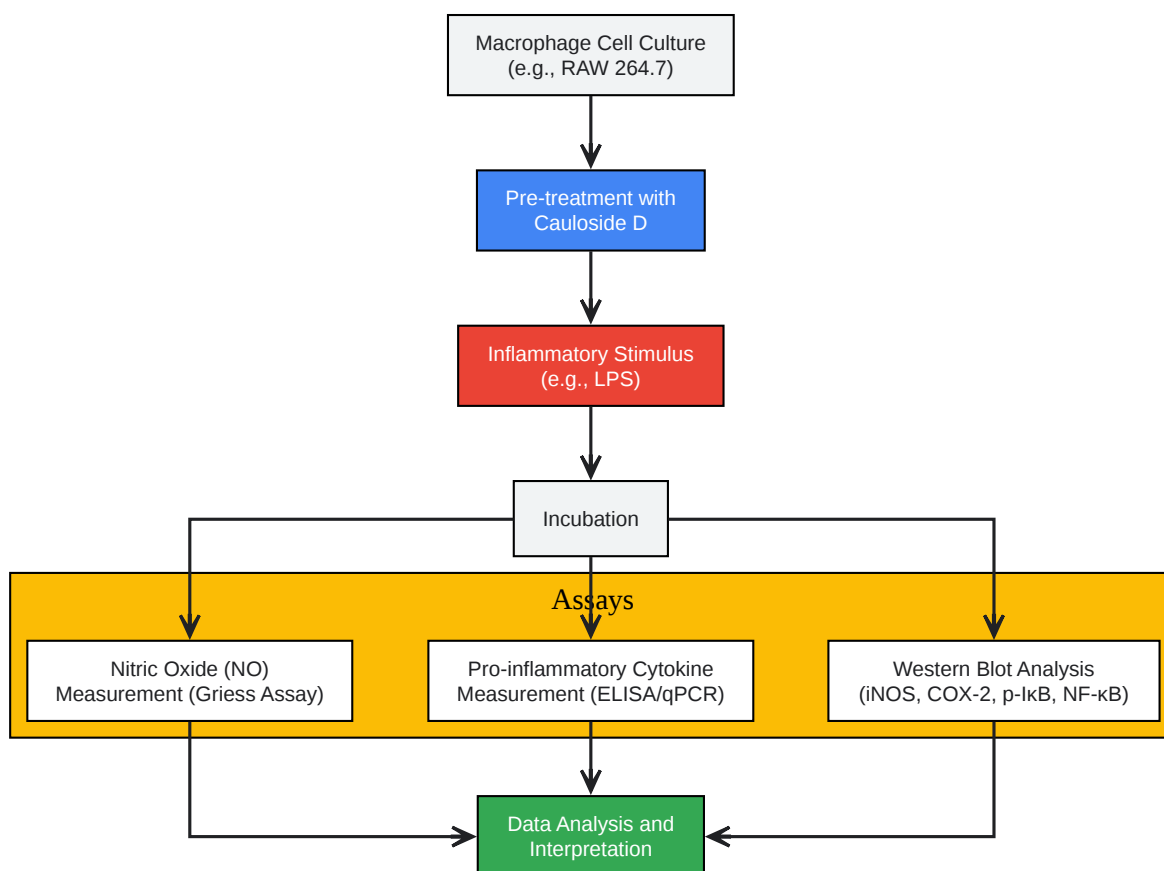 Macrophage Cell Culture
(e.g., RAW 264.7)
Pre-treatment with
Cauloside D
Inflammatory Stimulus
(e.g., LPS)
Incubation
Assays
Nitric Oxide (NO)
Measurement (Griess Assay)
Pro-inflammatory Cytokine
Measurement (ELISA/qPCR)
Western Blot Analysis
(iNOS, COX-2, p-IκB, NF-κB)
Data Analysis and
Interpretation